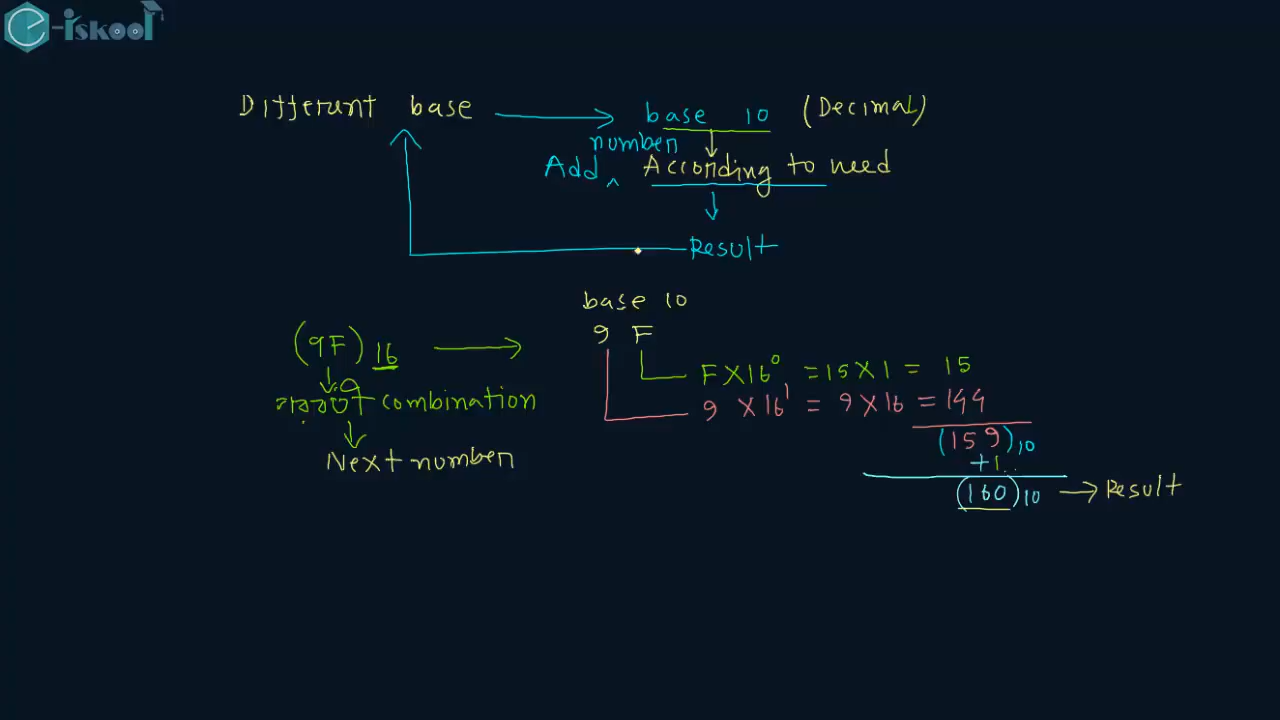 e-iskool
Different base → base 10 (Decimal)
number
Add ^ According to need
Result
base 10
9 F
(9F)16 →
F X 16⁰ = 15 X 1 = 15
9 X 16¹ = 9 X 16 = 144
combination
(159)10
Next number
+1
(160)10 → Result